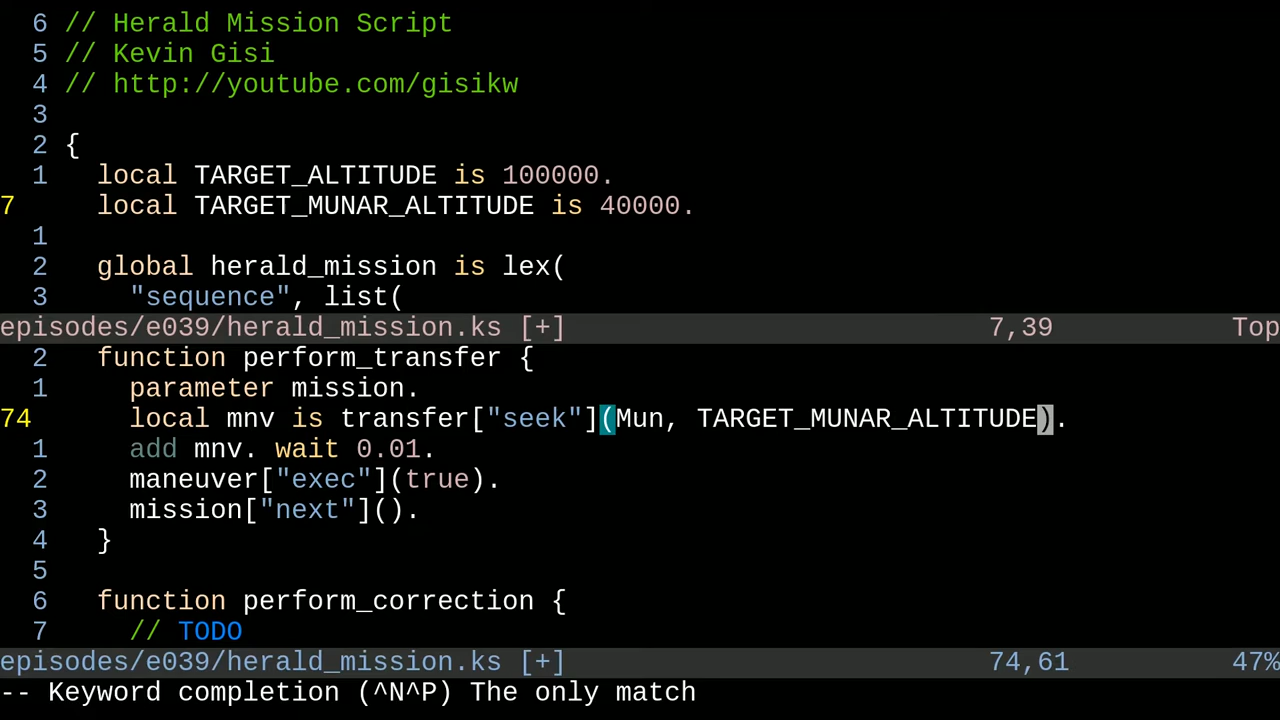 6 // Herald Mission Script
5 // Kevin Gisi
4 // http://youtube.com/gisikw
3
2 {
1 local TARGET_ALTITUDE is 100000.
7 local TARGET_MUNAR_ALTITUDE is 40000.
1
2 global herald_mission is lex(
3 "sequence", list(
episodes/e039/herald_mission.ks [+] 7,39 Top
2 function perform_transfer {
1 parameter mission.
74 local mnv is transfer["seek"](Mun, TARGET_MUNAR_ALTITUDE).
1 add mnv. wait 0.01.
2 maneuver["exec"](true).
3 mission["next"]().
4 }
5
6 function perform_correction {
7 // TODO
episodes/e039/herald_mission.ks [+] 74,61 47%
-- Keyword completion (^N^P) The only match